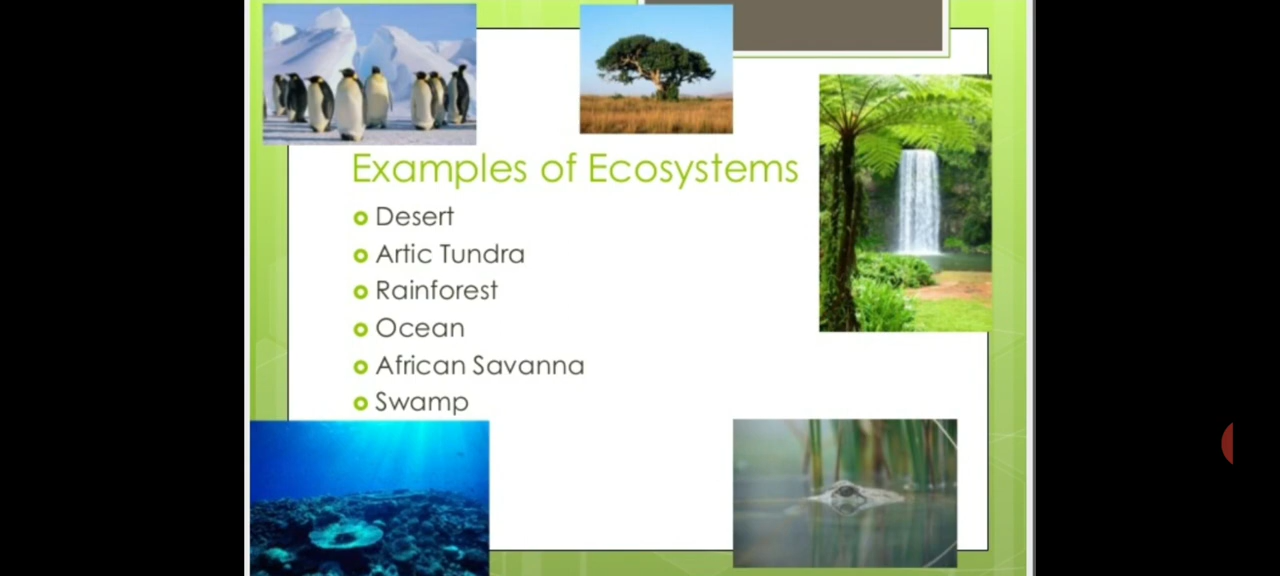 Examples of Ecosystems
Desert
Artic Tundra
Rainforest
Ocean
African Savanna
Swamp